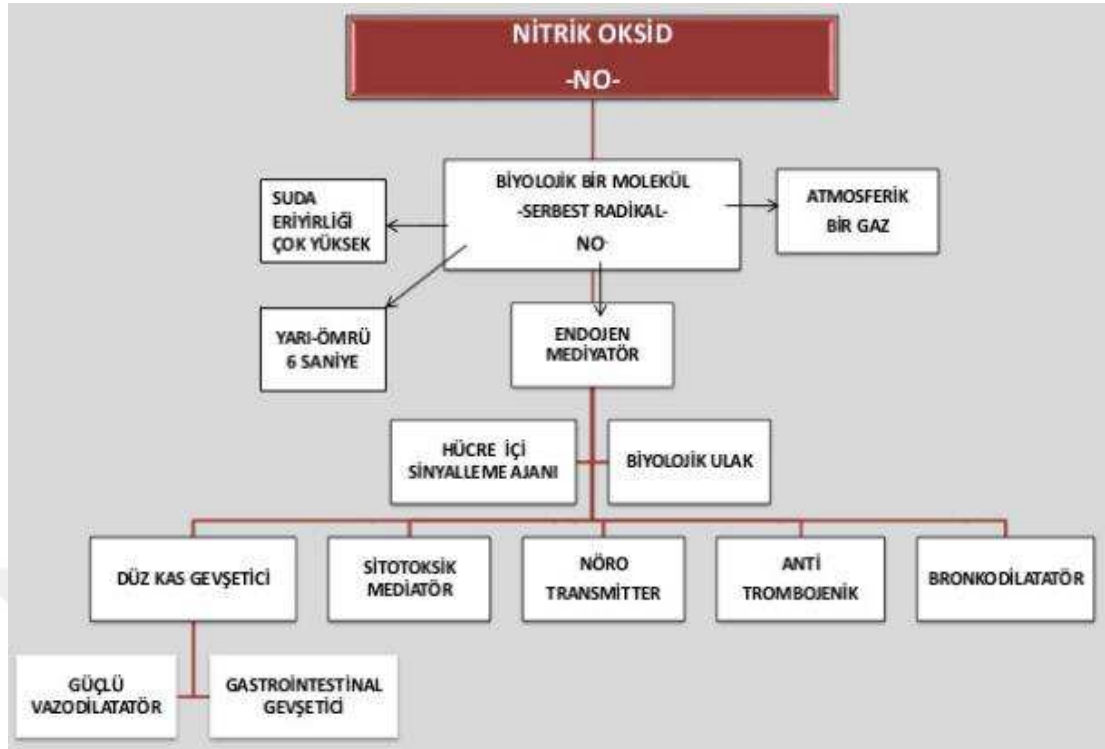 NİTRİK OKSİD
-NO-
BİYOLOJİK BİR MOLEKÜL
-SERBEST RADİKAL-
NO·
SUDA
ERİYİRLİĞİ
ÇOK YÜKSEK
ATMOSFERİK
BİR GAZ
YARI-ÖMRÜ
6 SANİYE
ENDOJEN
MEDİYATÖR
HÜCRE İÇİ
SİNYALLEME AJANI
BİYOLOJİK ULAK
DÜZ KAS GEVŞETİCİ
SİTOTOKSİK
MEDİATÖR
NÖRO
TRANSMİTTER
ANTİ
TROMBOJENİK
BRONKODİLATATÖR
GÜÇLÜ
VAZODİLATATÖR
GASTROİNTESTİNAL
GEVŞETİCİ